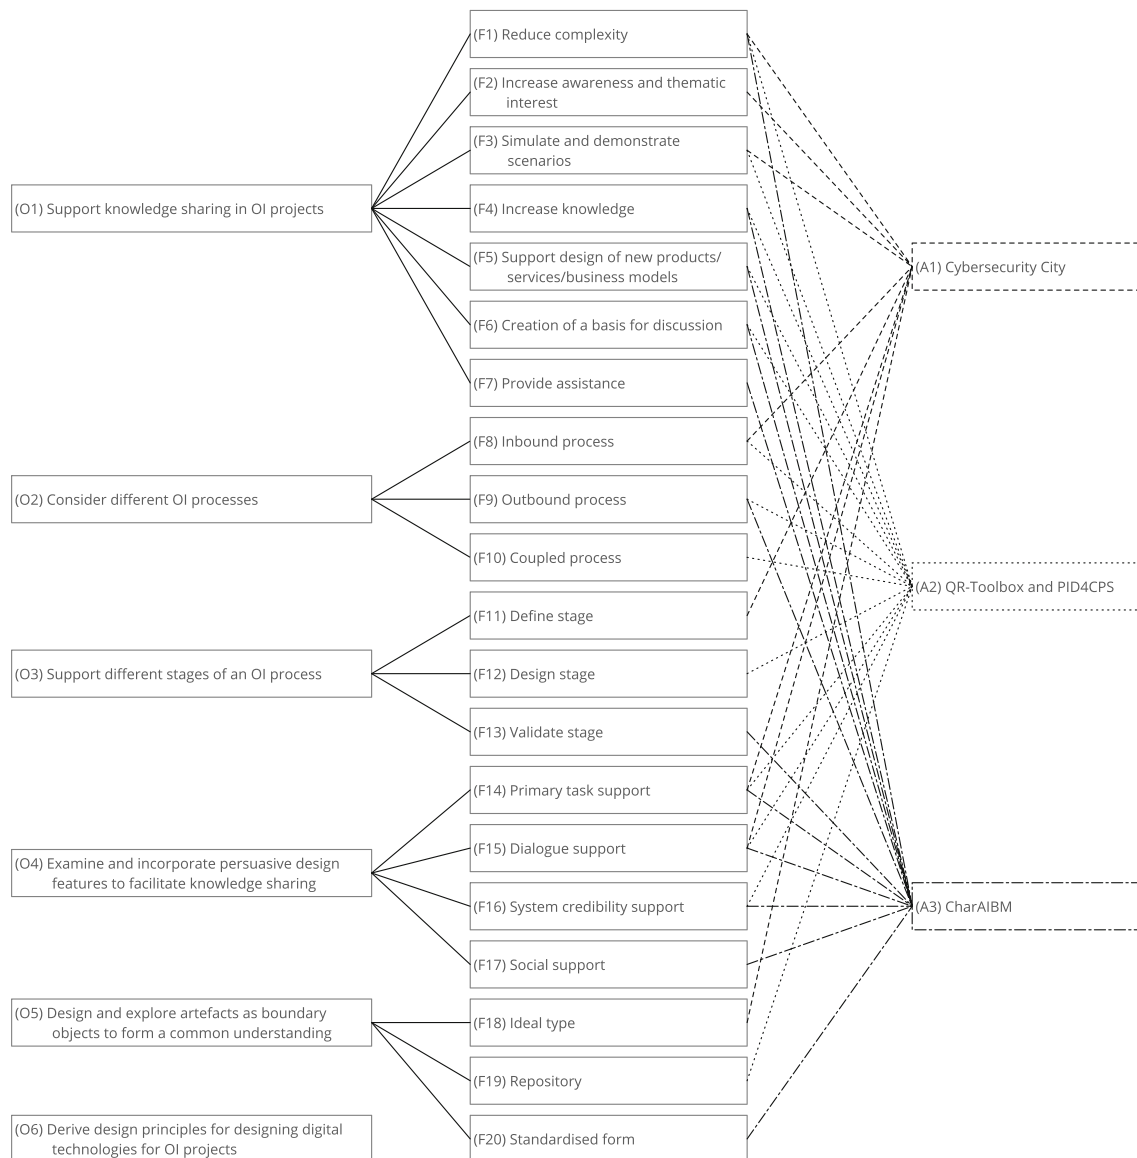 (O1) Support knowledge sharing in OI projects
(O2) Consider different OI processes
(O3) Support different stages of an OI process
(O4) Examine and incorporate persuasive design
features to facilitate knowledge sharing
(O5) Design and explore artefacts as boundary
objects to form a common understanding
(O6) Derive design principles for designing digital
technologies for OI projects
(F1) Reduce complexity
(F2) Increase awareness and thematic
interest
(F3) Simulate and demonstrate
scenarios
(F4) Increase knowledge
(F5) Support design of new products/
services/business models
(F6) Creation of a basis for discussion
(F7) Provide assistance
(F8) Inbound process
(F9) Outbound process
(F10) Coupled process
(F11) Define stage
(F12) Design stage
(F13) Validate stage
(F14) Primary task support
(F15) Dialogue support
(F16) System credibility support
(F17) Social support
(F18) Ideal type
(F19) Repository
(F20) Standardised form
(A1) Cybersecurity City
(A2) QR-Toolbox and PID4CPS
(A3) CharAIBM